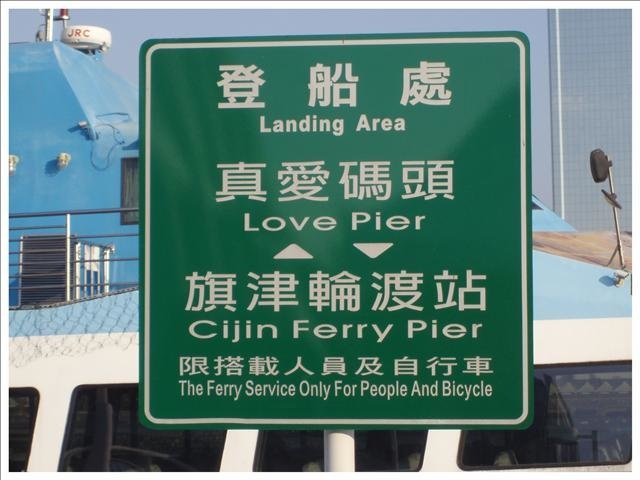 JRC
登船處
Landing Area
真愛碼頭
Love Pier
旗津輪渡站
Cijin Ferry Pier
限搭載人員及自行車
The Ferry Service Only For People And Bicycle